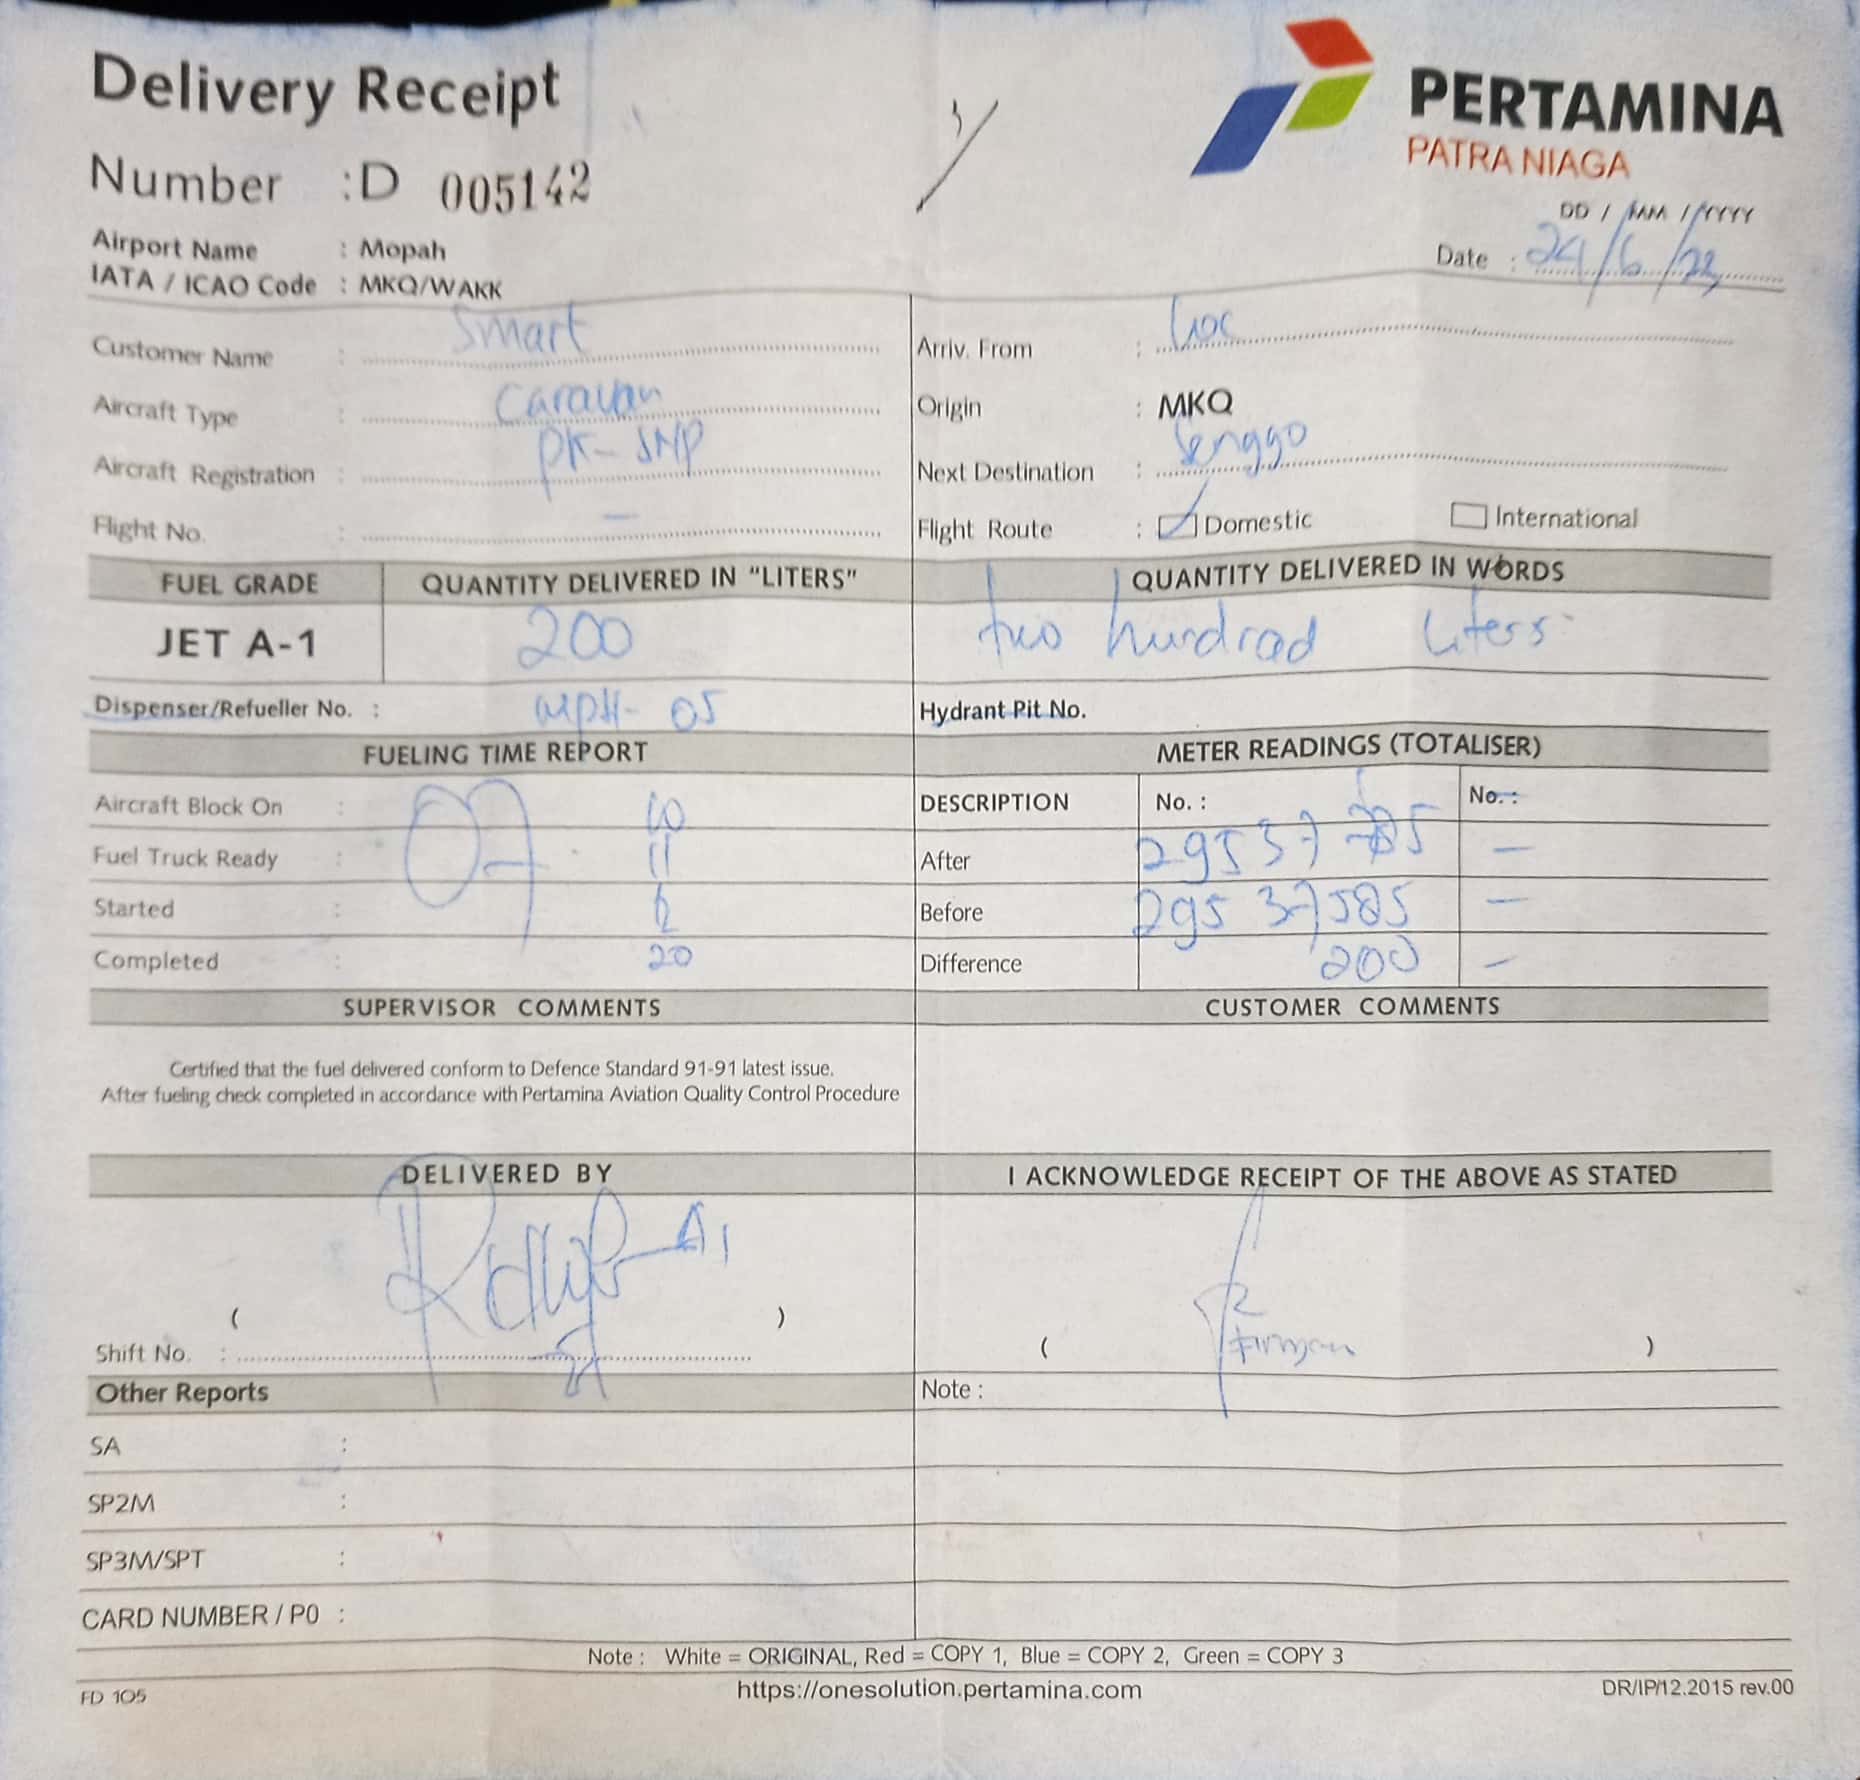 Delivery Receipt
PERTAMINA
PATRA NIAGA
Number : D 005142
DD / MM / YYYY
Airport Name : Mopah
Date : 24/6/22
IATA / ICAO Code : MKQ/WAKK
Customer Name : Smart
Arriv. From : Loc
Aircraft Type : Caravan
Origin : MKQ
Aircraft Registration : PK-SNP
Next Destination : Senggo
Flight No. : —
Flight Route : Domestic International
FUEL GRADE QUANTITY DELIVERED IN "LITERS" QUANTITY DELIVERED IN WORDS
JET A-1 200 two hundred Liters
Dispenser/Refueller No. : MPH- 05 Hydrant Pit No.
FUELING TIME REPORT METER READINGS (TOTALISER)
Aircraft Block On : 07 10 DESCRIPTION No. : No. :
Fuel Truck Ready : 11 After 29537785 —
Started : 12 Before 29537585 —
Completed : 20 Difference 200 —
SUPERVISOR COMMENTS CUSTOMER COMMENTS
Certified that the fuel delivered conform to Defence Standard 91-91 latest issue.
After fueling check completed in accordance with Pertamina Aviation Quality Control Procedure
DELIVERED BY I ACKNOWLEDGE RECEIPT OF THE ABOVE AS STATED
( )
Shift No. :
( )
Other Reports Note :
SA :
SP2M :
SP3M/SPT :
CARD NUMBER / P0 :
Note : White = ORIGINAL, Red = COPY 1, Blue = COPY 2, Green = COPY 3
FD 105 https://onesolution.pertamina.com DR/IP/12.2015 rev.00